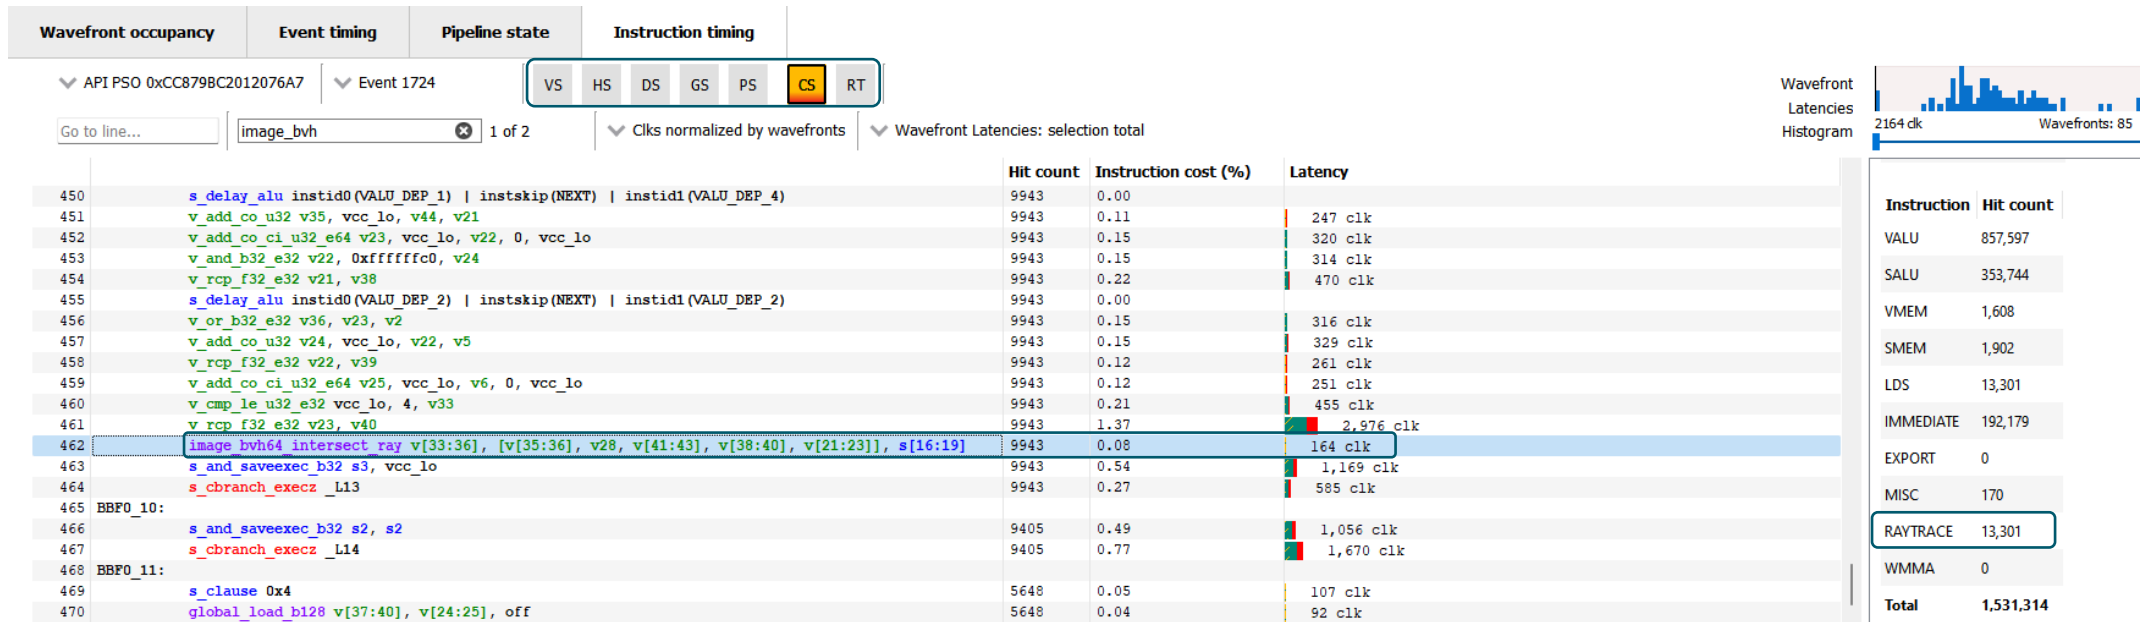 Wavefront occupancy Event timing Pipeline state Instruction timing
API PSO 0xCC879BC2012076A7 Event 1724 VS HS DS GS PS CS RT
Go to line... image_bvh 1 of 2 Clks normalized by wavefronts Wavefront Latencies: selection total
Wavefront
Latencies
Histogram
2164 clk Wavefronts: 85
Hit count Instruction cost (%) Latency
450 s_delay_alu instid0(VALU_DEP_1) | instskip(NEXT) | instid1(VALU_DEP_4) 9943 0.00
451 v_add_co_u32 v35, vcc_lo, v44, v21 9943 0.11 247 clk
452 v_add_co_ci_u32_e64 v23, vcc_lo, v22, 0, vcc_lo 9943 0.15 320 clk
453 v_and_b32_e32 v22, 0xffffffc0, v24 9943 0.15 314 clk
454 v_rcp_f32_e32 v21, v38 9943 0.22 470 clk
455 s_delay_alu instid0(VALU_DEP_2) | instskip(NEXT) | instid1(VALU_DEP_2) 9943 0.00
456 v_or_b32_e32 v36, v23, v2 9943 0.15 316 clk
457 v_add_co_u32 v24, vcc_lo, v22, v5 9943 0.15 329 clk
458 v_rcp_f32_e32 v22, v39 9943 0.12 261 clk
459 v_add_co_ci_u32_e64 v25, vcc_lo, v6, 0, vcc_lo 9943 0.12 251 clk
460 v_cmp_le_u32_e32 vcc_lo, 4, v33 9943 0.21 455 clk
461 v_rcp_f32_e32 v23, v40 9943 1.37 2,976 clk
462 image_bvh64_intersect_ray v[33:36], [v[35:36], v28, v[41:43], v[38:40], v[21:23]], s[16:19] 9943 0.08 164 clk
463 s_and_saveexec_b32 s3, vcc_lo 9943 0.54 1,169 clk
464 s_cbranch_execz _L13 9943 0.27 585 clk
465 BBF0_10:
466 s_and_saveexec_b32 s2, s2 9405 0.49 1,056 clk
467 s_cbranch_execz _L14 9405 0.77 1,670 clk
468 BBF0_11:
469 s_clause 0x4 5648 0.05 107 clk
470 global_load_b128 v[37:40], v[24:25], off 5648 0.04 92 clk
Instruction Hit count
VALU 857,597
SALU 353,744
VMEM 1,608
SMEM 1,902
LDS 13,301
IMMEDIATE 192,179
EXPORT 0
MISC 170
RAYTRACE 13,301
WMMA 0
Total 1,531,314